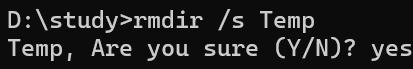 D:\study>rmdir /s Temp
Temp, Are you sure (Y/N)? yes